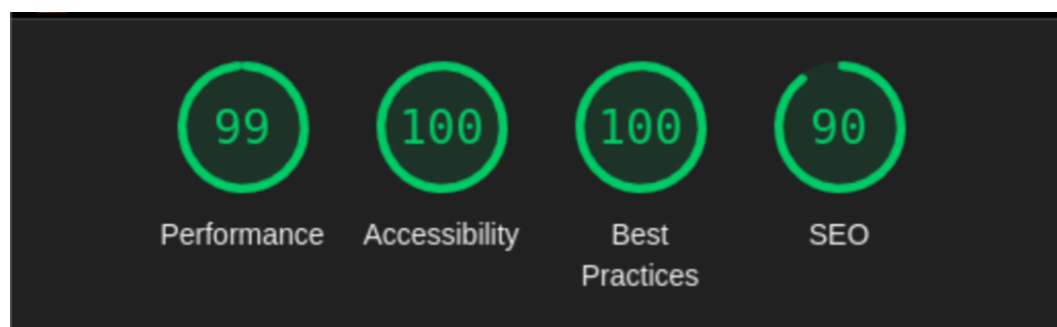 99
100
100
90
Performance
Accessibility
Best
Practices
SEO